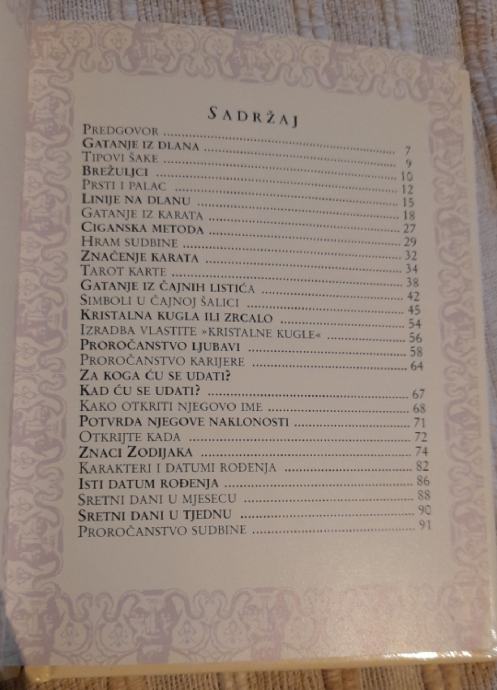 SADRŽAJ
PREDGOVOR ........ 7
GATANJE IZ DLANA ........ 9
TIPOVI ŠAKE ........ 10
BREŽULJCI ........ 12
PRSTI I PALAC ........ 15
LINIJE NA DLANU ........ 18
GATANJE IZ KARATA ........ 27
CIGANSKA METODA ........ 29
HRAM SUDBINE ........ 32
ZNAČENJE KARATA ........ 34
TAROT KARTE ........ 38
GATANJE IZ ČAJNIH LISTIĆA ........ 42
SIMBOLI U ČAJNOJ ŠALICI ........ 45
KRISTALNA KUGLA ILI ZRCALO ........ 54
IZRADBA VLASTITE »KRISTALNE KUGLE« ........ 56
PROROČANSTVO LJUBAVI ........ 58
PROROČANSTVO KARIJERE ........ 64
ZA KOGA ĆU SE UDATI?
KAD ĆU SE UDATI? ........ 67
KAKO OTKRITI NJEGOVO IME ........ 68
POTVRDA NJEGOVE NAKLONOSTI ........ 71
OTKRIJTE KADA ........ 72
ZNACI ZODIJAKA ........ 74
KARAKTERI I DATUMI ROĐENJA ........ 82
ISTI DATUM ROĐENJA ........ 86
SRETNI DANI U MJESECU ........ 88
SRETNI DANI U TJEDNU ........ 90
PROROČANSTVO SUDBINE ........ 91